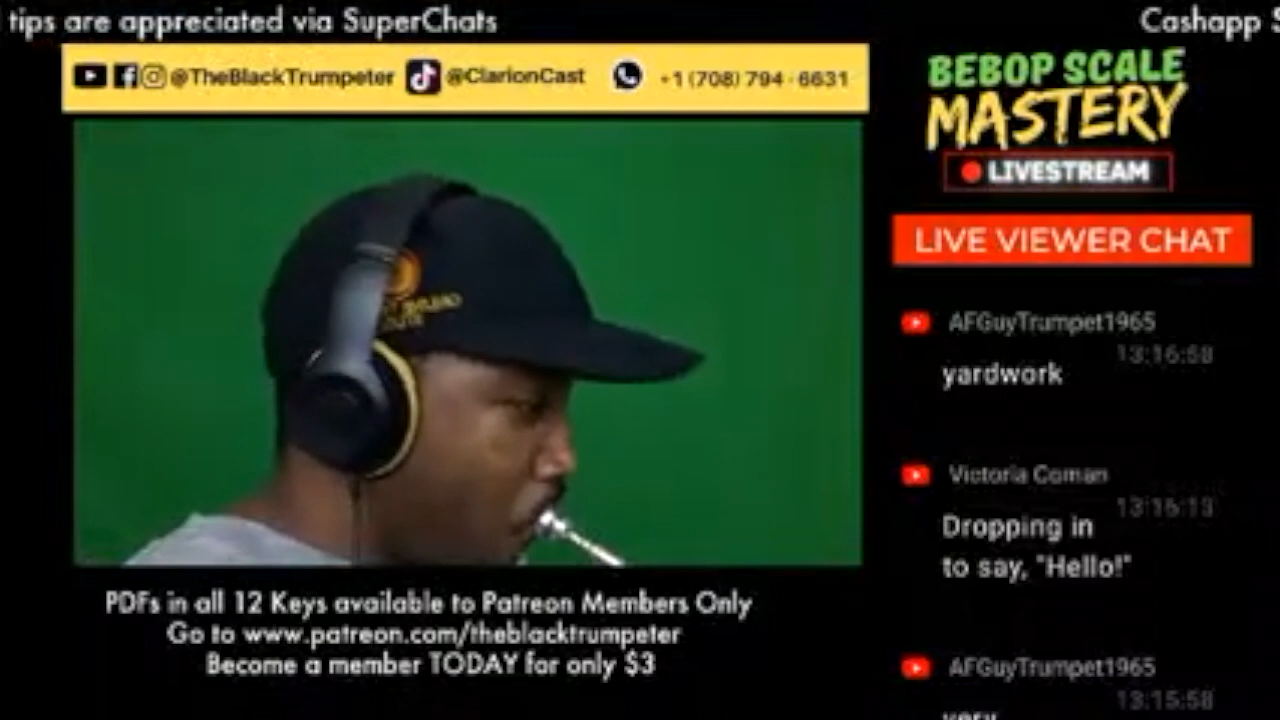 tips are appreciated via SuperChats
Cashapp
@TheBlackTrumpeter @ClarionCast +1 (708) 794-6631
BEBOP SCALE
MASTERY
LIVESTREAM
LIVE VIEWER CHAT
AFGuyTrumpet1965
13:16:58
yardwork
Victoria Coman
13:16:13
Dropping in
to say, "Hello!"
AFGuyTrumpet1965
13:15:58
very
PDFs in all 12 Keys available to Patreon Members Only
Go to www.patreon.com/theblacktrumpeter
Become a member TODAY for only $3